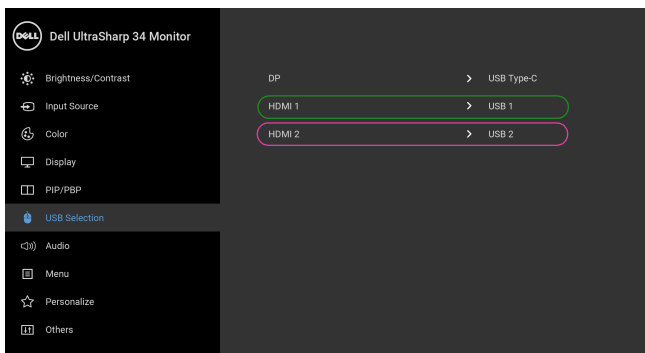 DELL Dell UltraSharp 34 Monitor
Brightness/Contrast
Input Source
Color
Display
PIP/PBP
USB Selection
Audio
Menu
Personalize
Others
DP > USB Type-C
HDMI 1 > USB 1
HDMI 2 > USB 2